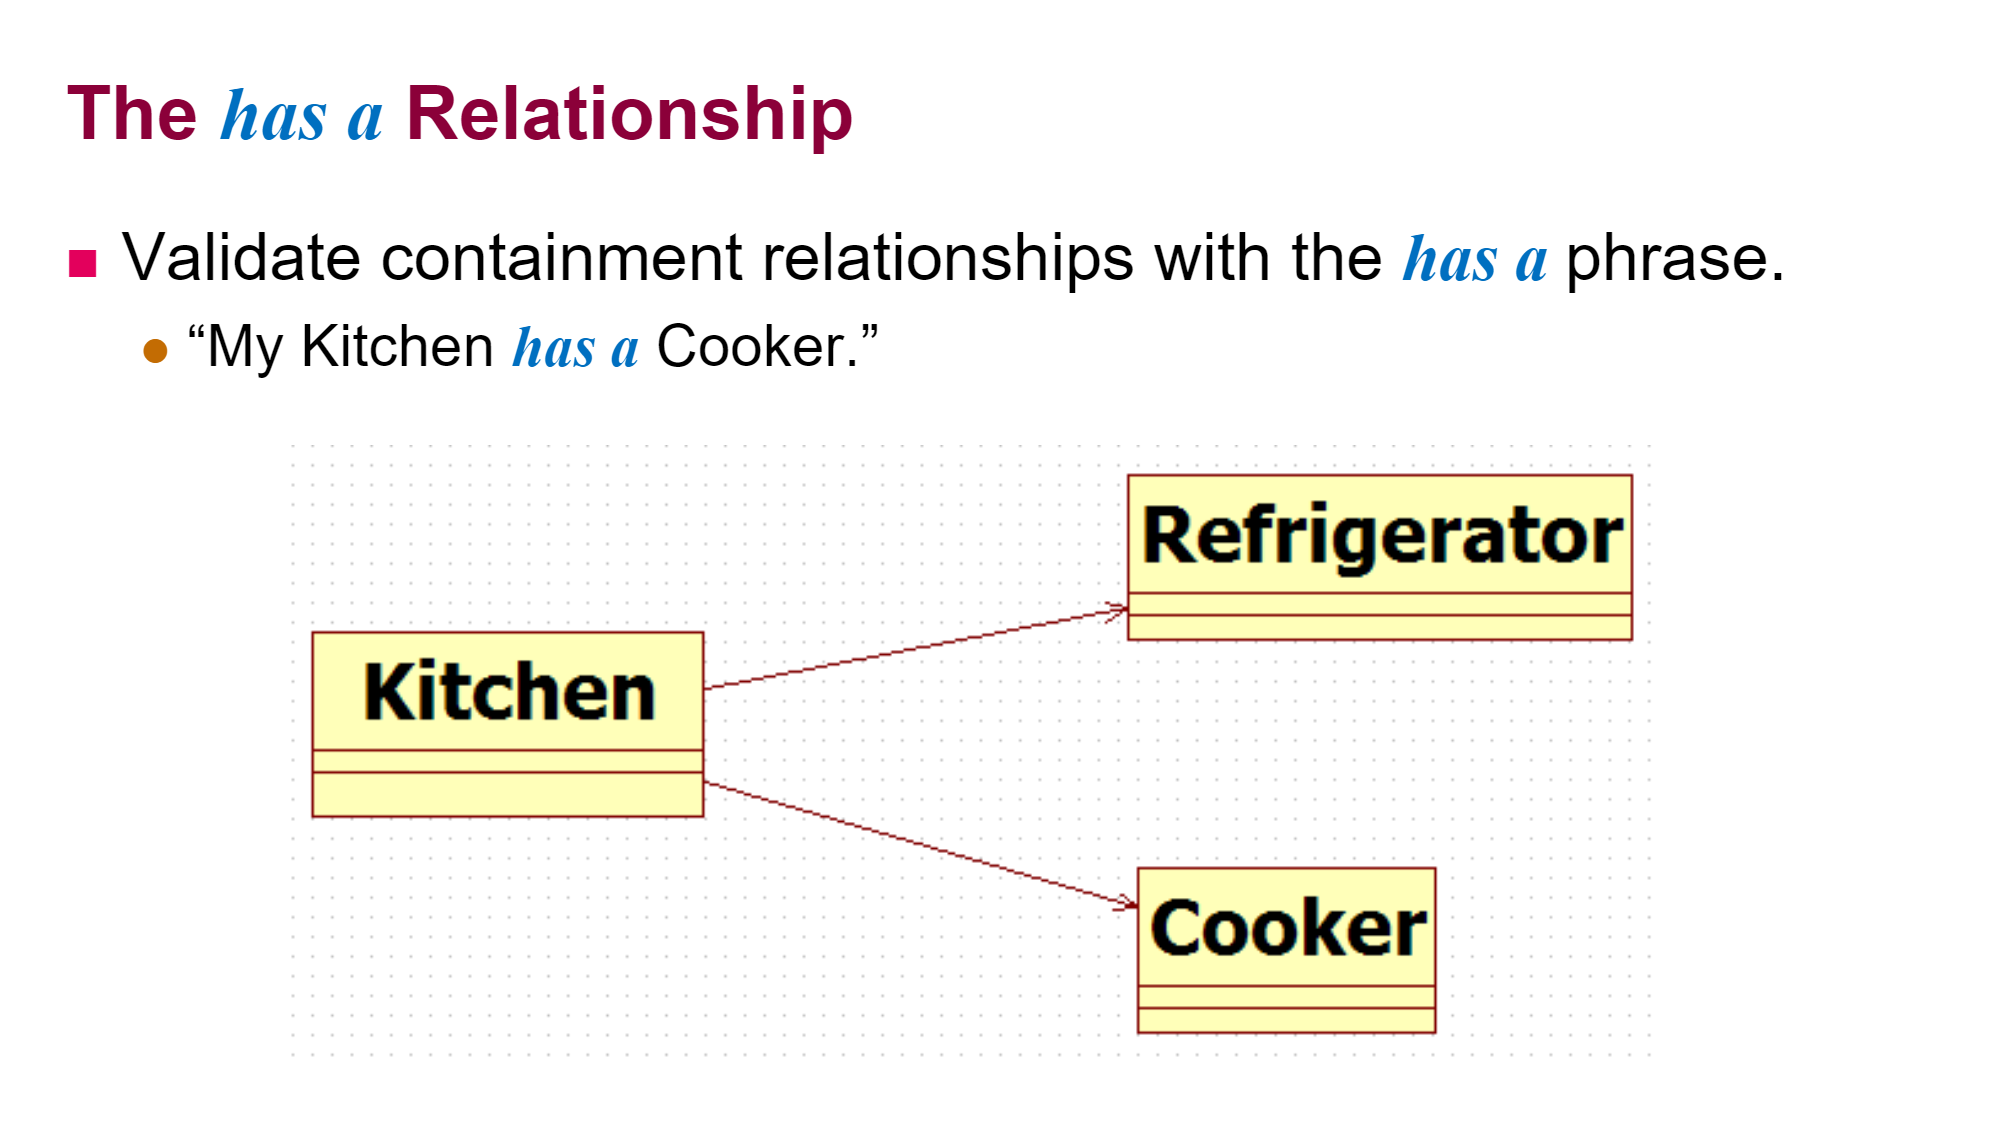 The has a Relationship
Validate containment relationships with the has a phrase.
“My Kitchen has a Cooker.”
Refrigerator
Kitchen
Cooker